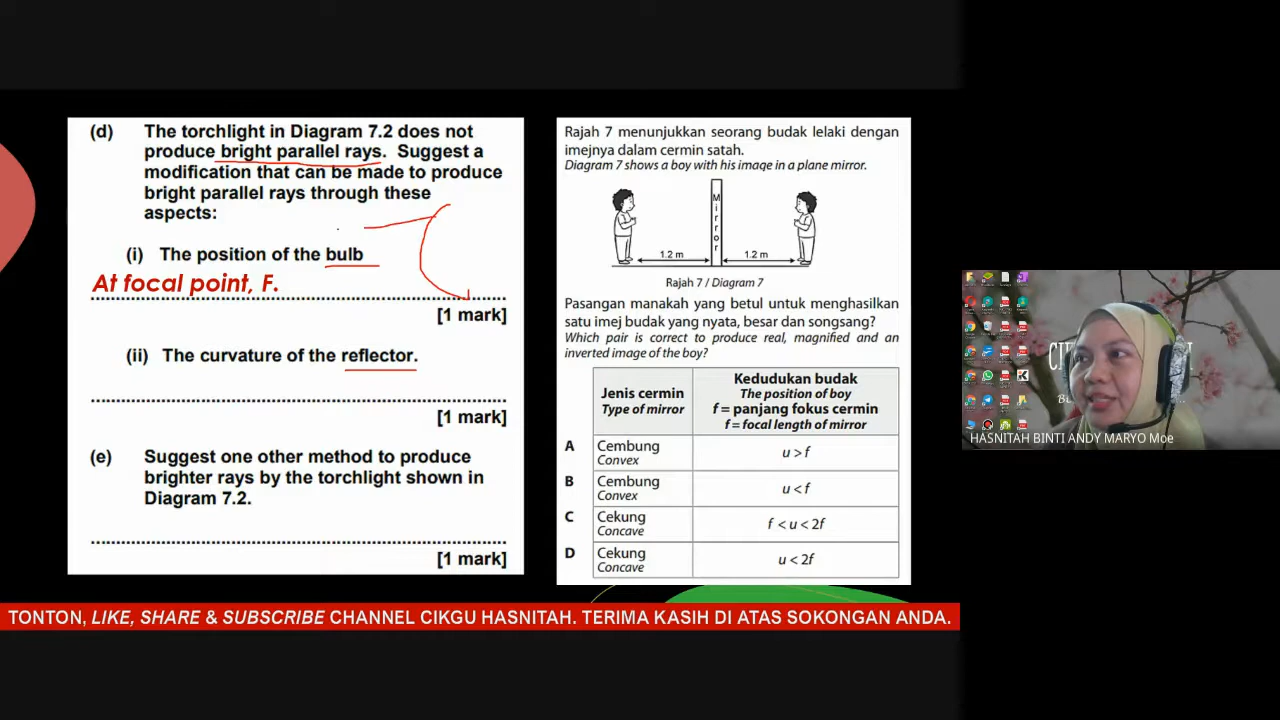 (d) The torchlight in Diagram 7.2 does not
produce bright parallel rays. Suggest a
modification that can be made to produce
bright parallel rays through these
aspects:
(i) The position of the bulb
At focal point, F.
[1 mark]
(ii) The curvature of the reflector.
[1 mark]
(e) Suggest one other method to produce
brighter rays by the torchlight shown in
Diagram 7.2.
[1 mark]
Rajah 7 menunjukkan seorang budak lelaki dengan
imejnya dalam cermin satah.
Diagram 7 shows a boy with his image in a plane mirror.
Mirror
1.2 m 1.2 m
Rajah 7 / Diagram 7
Pasangan manakah yang betul untuk menghasilkan
satu imej budak yang nyata, besar dan songsang?
Which pair is correct to produce real, magnified and an
inverted image of the boy?
Jenis cermin
Type of mirror
Kedudukan budak
The position of boy
f = panjang fokus cermin
f = focal length of mirror
A Cembung
Convex
u > f
B Cembung
Convex
u < f
C Cekung
Concave
f < u < 2f
D Cekung
Concave
u < 2f
HASNITAH BINTI ANDY MARYO Moe
TONTON, LIKE, SHARE & SUBSCRIBE CHANNEL CIKGU HASNITAH. TERIMA KASIH DI ATAS SOKONGAN ANDA.